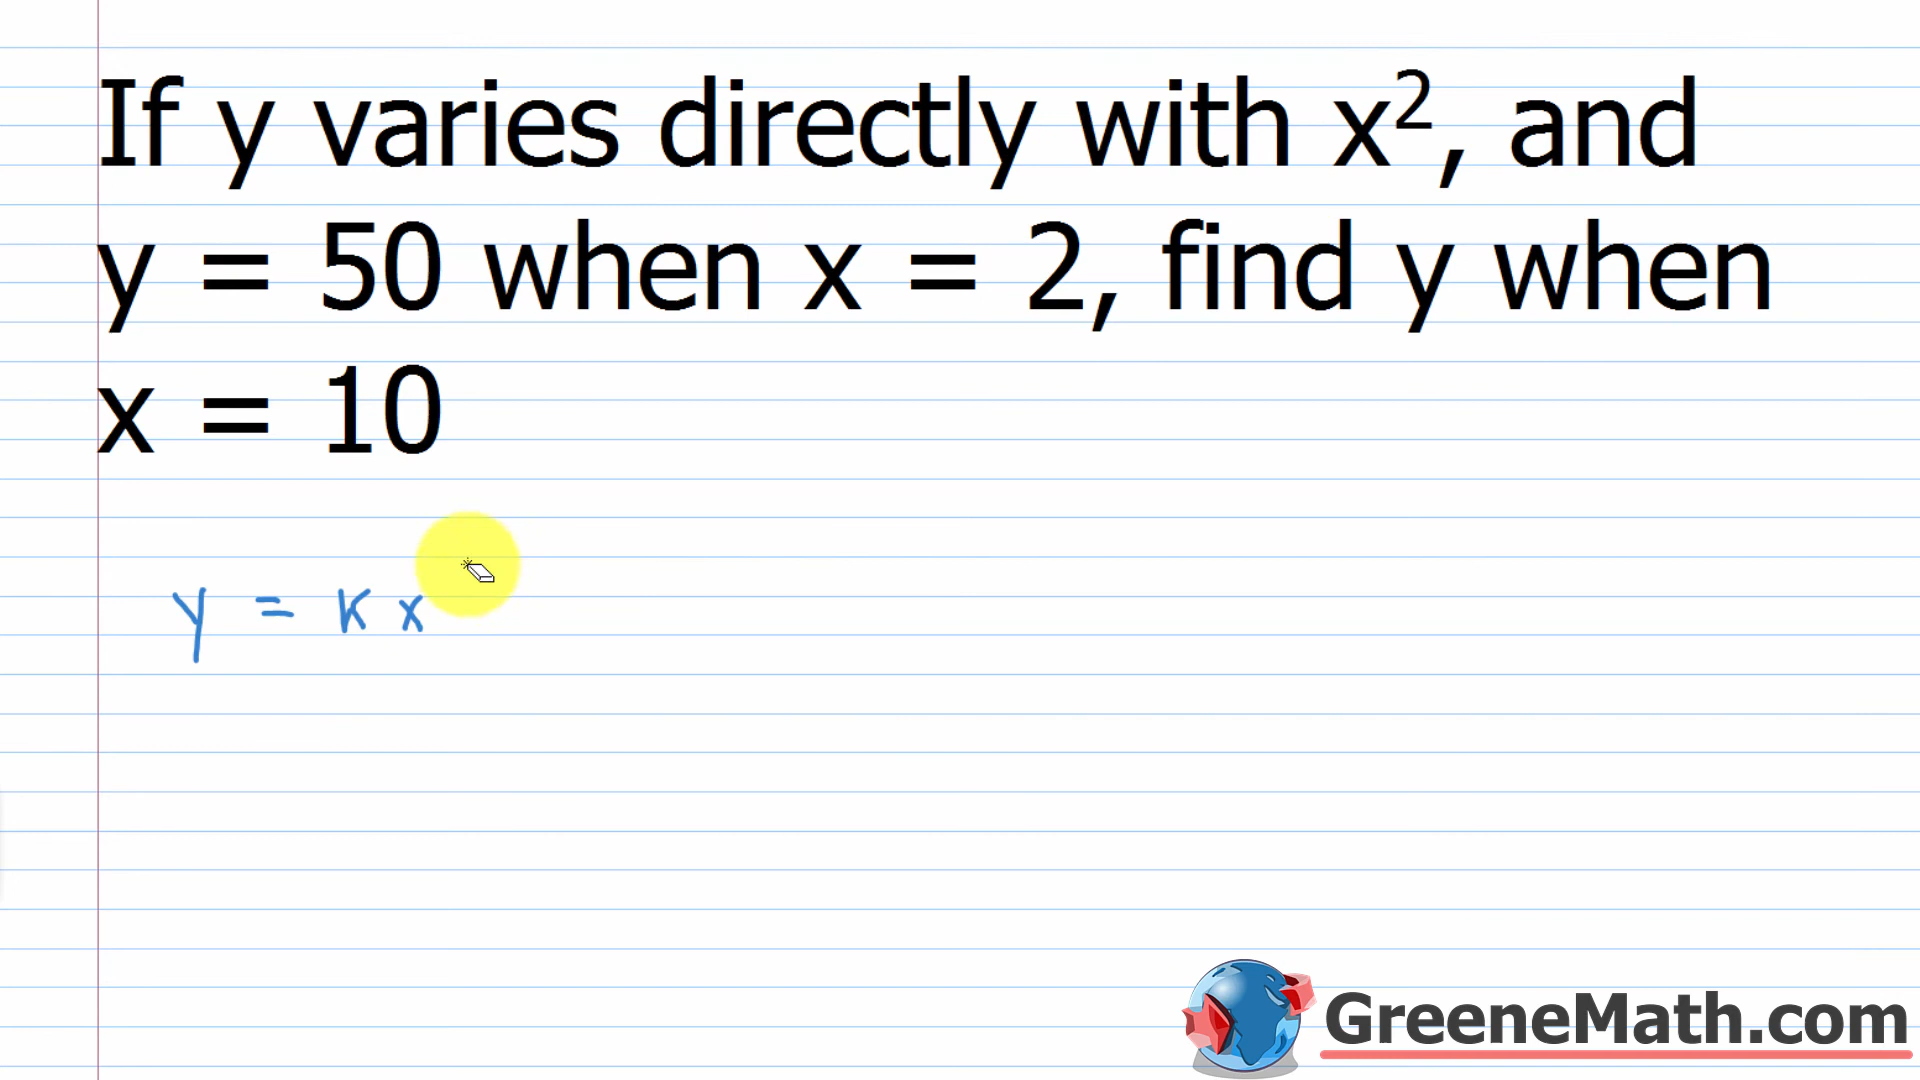 If y varies directly with x², and
y = 50 when x = 2, find y when
x = 10
y = k x
GreeneMath.com